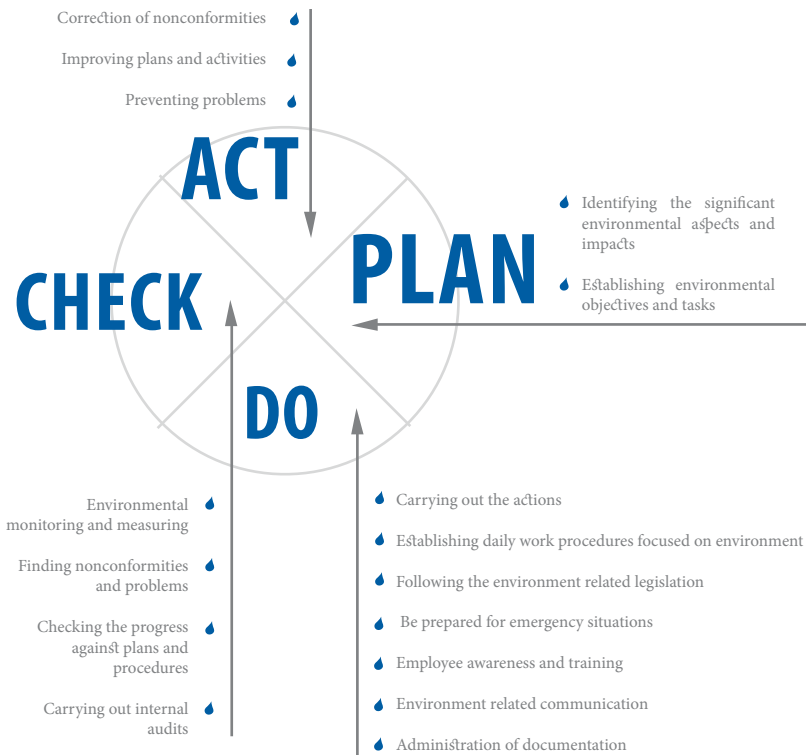 Correction of nonconformities
Improving plans and activities
Preventing problems
ACT
PLAN
Identifying the significant
environmental aspects and
impacts
Establishing environmental
objectives and tasks
CHECK
DO
Environmental
monitoring and measuring
Finding nonconformities
and problems
Checking the progress
against plans and
procedures
Carrying out internal
audits
Carrying out the actions
Establishing daily work procedures focused on environment
Following the environment related legislation
Be prepared for emergency situations
Employee awareness and training
Environment related communication
Administration of documentation